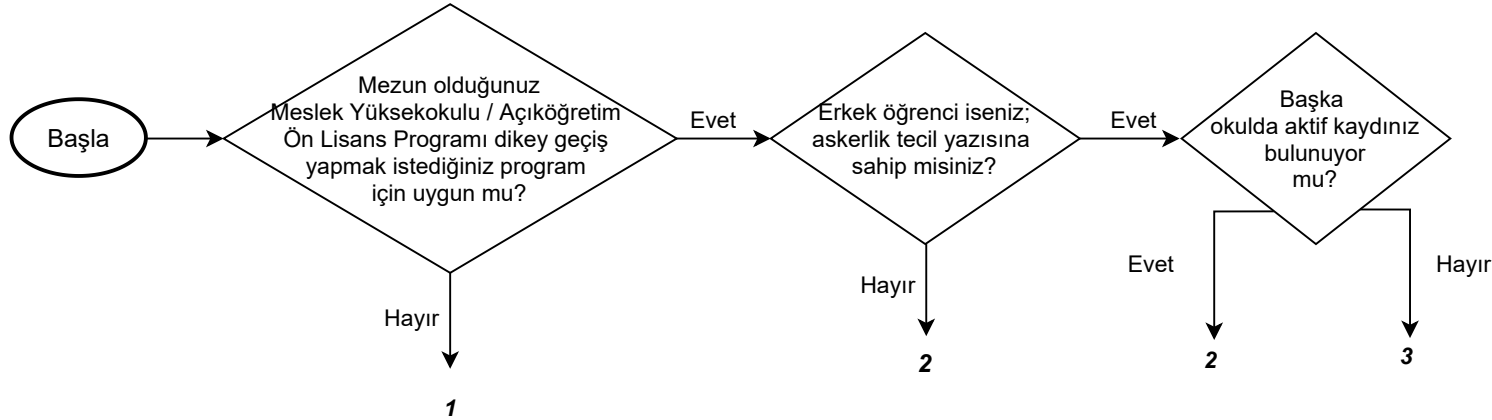 Başla
Mezun olduğunuz
Meslek Yüksekokulu / Açıköğretim
Ön Lisans Programı dikey geçiş
yapmak istediğiniz program
için uygun mu?
Evet
Hayır
1
Erkek öğrenci iseniz;
askerlik tecil yazısına
sahip misiniz?
Evet
Hayır
2
Başka
okulda aktif kaydınız
bulunuyor
mu?
Evet
2
Hayır
3